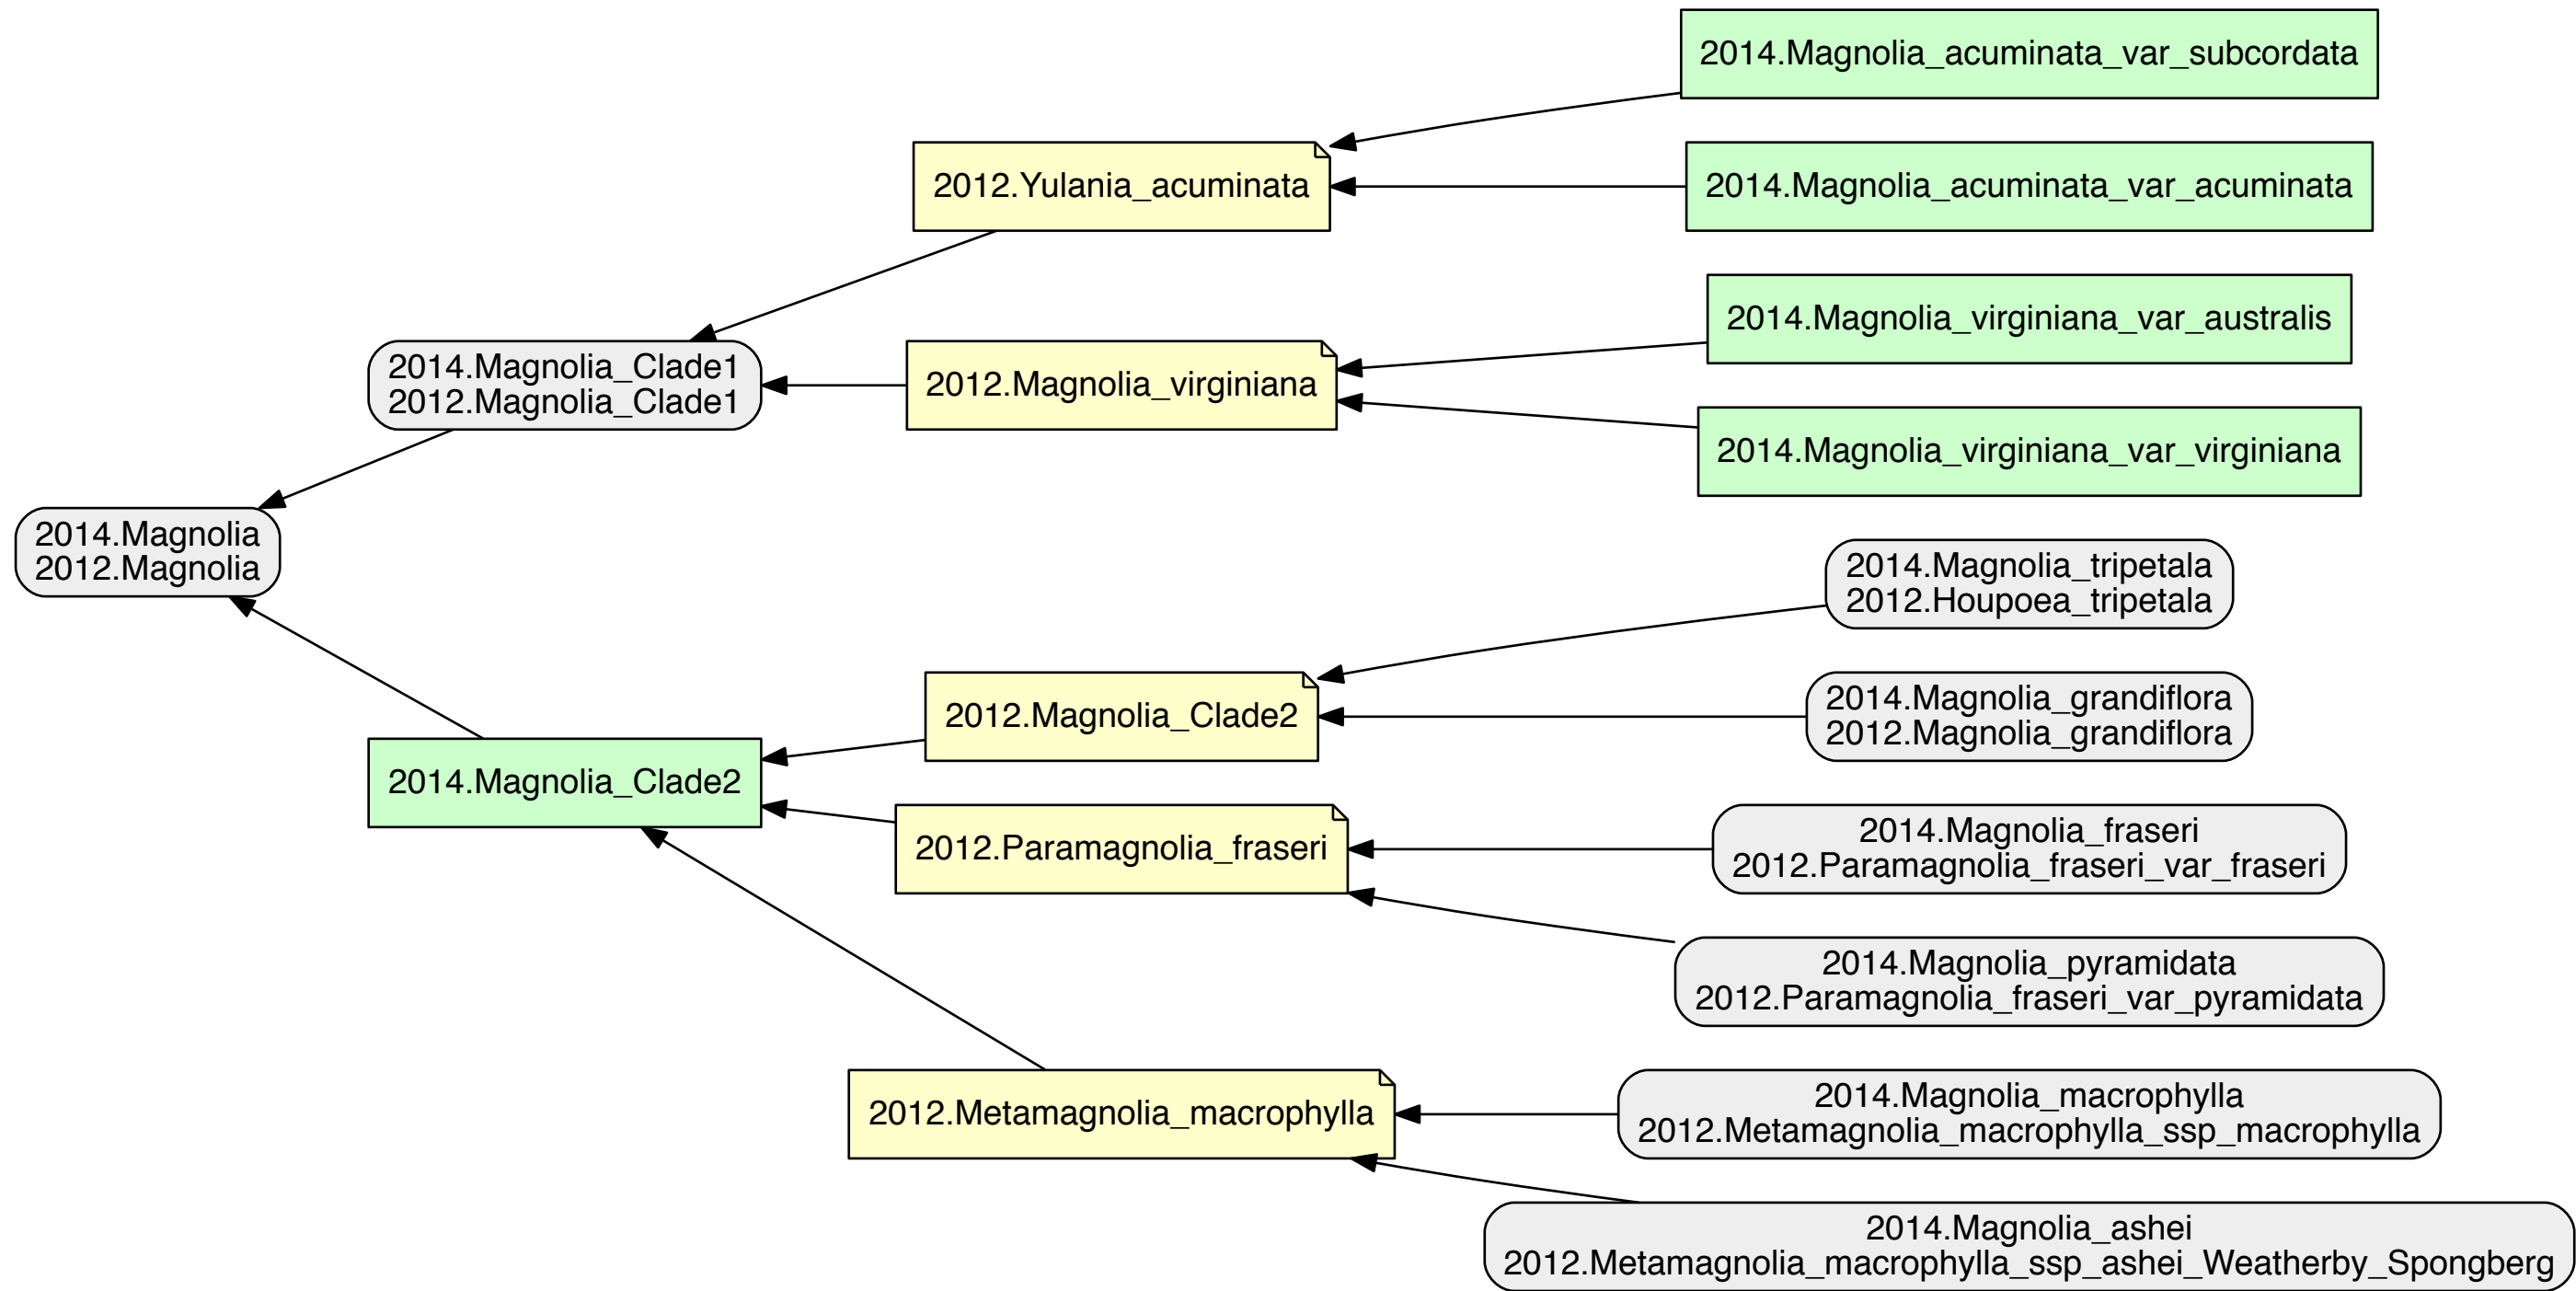 2014.Magnolia_acuminata_var_subcordata
2012.Yulania_acuminata
2014.Magnolia_acuminata_var_acuminata
2014.Magnolia_virginiana_var_australis
2014.Magnolia_Clade1
2012.Magnolia_Clade1
2012.Magnolia_virginiana
2014.Magnolia_virginiana_var_virginiana
2014.Magnolia
2012.Magnolia
2014.Magnolia_tripetala
2012.Houpoea_tripetala
2012.Magnolia_Clade2
2014.Magnolia_grandiflora
2012.Magnolia_grandiflora
2014.Magnolia_Clade2
2012.Paramagnolia_fraseri
2014.Magnolia_fraseri
2012.Paramagnolia_fraseri_var_fraseri
2014.Magnolia_pyramidata
2012.Paramagnolia_fraseri_var_pyramidata
2012.Metamagnolia_macrophylla
2014.Magnolia_macrophylla
2012.Metamagnolia_macrophylla_ssp_macrophylla
2014.Magnolia_ashei
2012.Metamagnolia_macrophylla_ssp_ashei_Weatherby_Spongberg